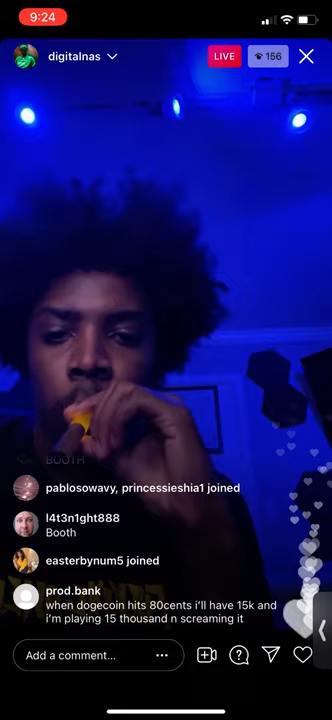 9:24
digitalnas
LIVE
156
BOOTH
pablosowavy, princessieshia1 joined
l4t3n1ght888
Booth
easterbynum5 joined
prod.bank
when dogecoin hits 80cents i'll have 15k and
i'm playing 15 thousand n screaming it
Add a comment...